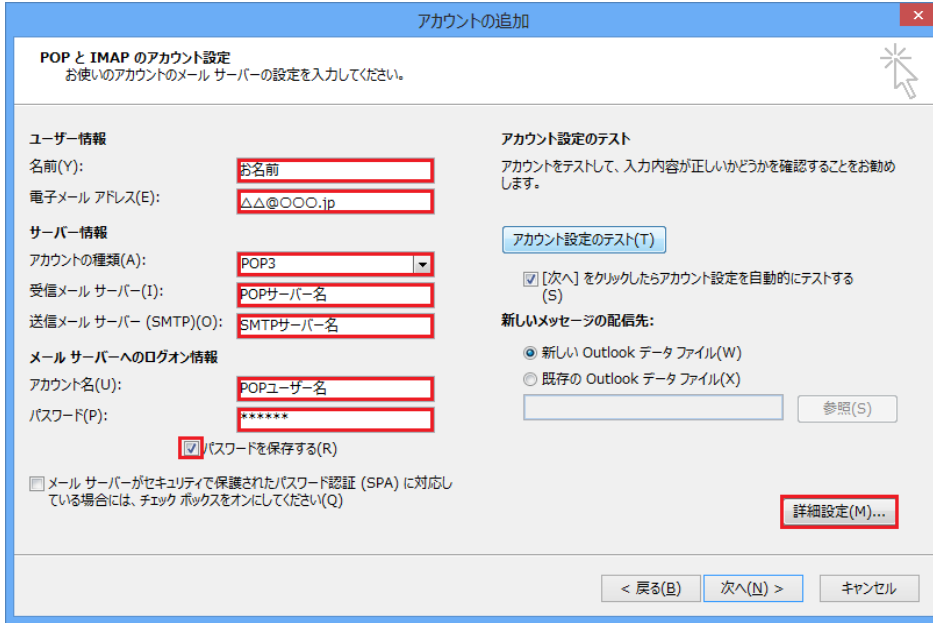 アカウントの追加
POP と IMAP のアカウント設定
お使いのアカウントのメール サーバーの設定を入力してください。
ユーザー情報
名前(Y):
お名前
電子メール アドレス(E):
△△@○○○.jp
サーバー情報
アカウントの種類(A):
POP3
受信メール サーバー(I):
POPサーバー名
送信メール サーバー (SMTP)(O):
SMTPサーバー名
メール サーバーへのログオン情報
アカウント名(U):
POPユーザー名
パスワード(P):
******
パスワードを保存する(R)
メール サーバーがセキュリティで保護されたパスワード認証 (SPA) に対応し
ている場合には、チェック ボックスをオンにしてください(Q)
アカウント設定のテスト
アカウントをテストして、入力内容が正しいかどうかを確認することをお勧め
します。
アカウント設定のテスト(T)
[次へ] をクリックしたらアカウント設定を自動的にテストする
(S)
新しいメッセージの配信先:
新しい Outlook データ ファイル(W)
既存の Outlook データ ファイル(X)
参照(S)
詳細設定(M)...
< 戻る(B)
次へ(N) >
キャンセル